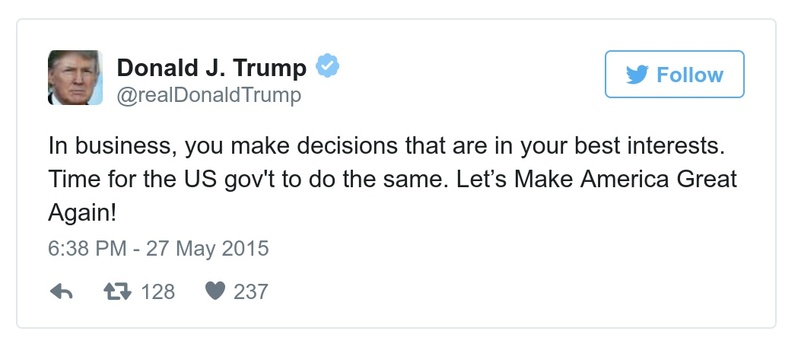 Donald J. Trump
@realDonaldTrump
Follow
In business, you make decisions that are in your best interests.
Time for the US gov't to do the same. Let’s Make America Great
Again!
6:38 PM - 27 May 2015
128 237